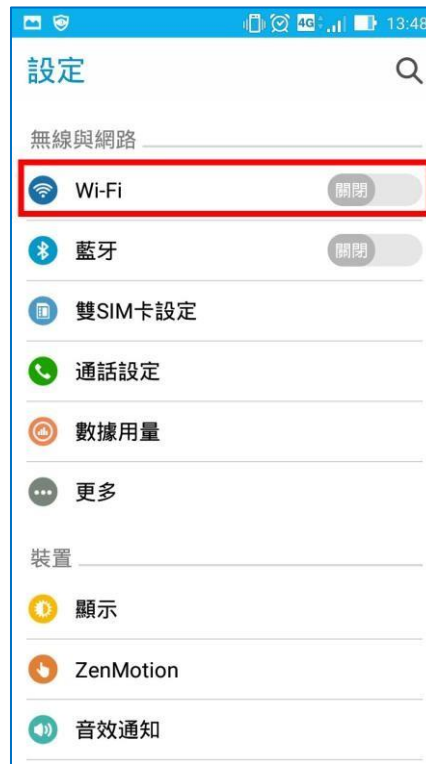 4G 13:48
設定
無線與網路
Wi-Fi 關閉
藍牙 關閉
雙SIM卡設定
通話設定
數據用量
更多
裝置
顯示
ZenMotion
音效通知